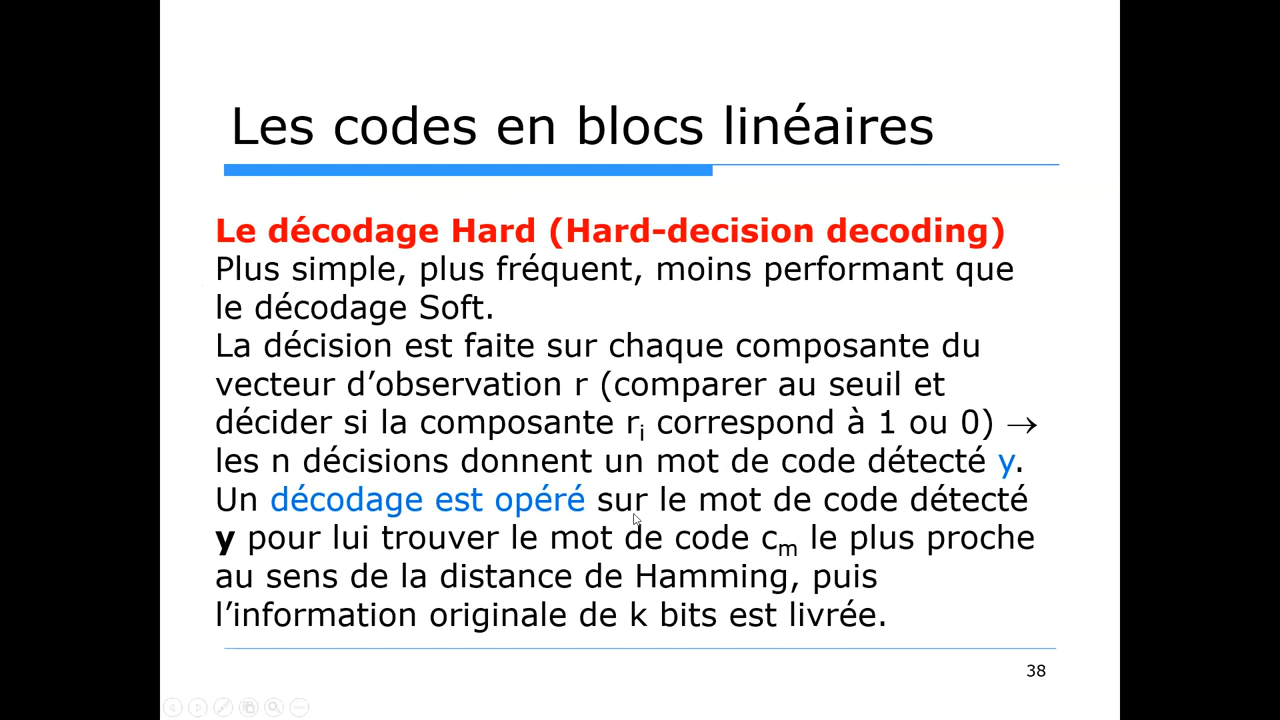 Les codes en blocs linéaires
Le décodage Hard (Hard-decision decoding)
Plus simple, plus fréquent, moins performant que
le décodage Soft.
La décision est faite sur chaque composante du
vecteur d’observation r (comparer au seuil et
décider si la composante ri correspond à 1 ou 0) →
les n décisions donnent un mot de code détecté y.
Un décodage est opéré sur le mot de code détecté
y pour lui trouver le mot de code cm le plus proche
au sens de la distance de Hamming, puis
l’information originale de k bits est livrée.
38